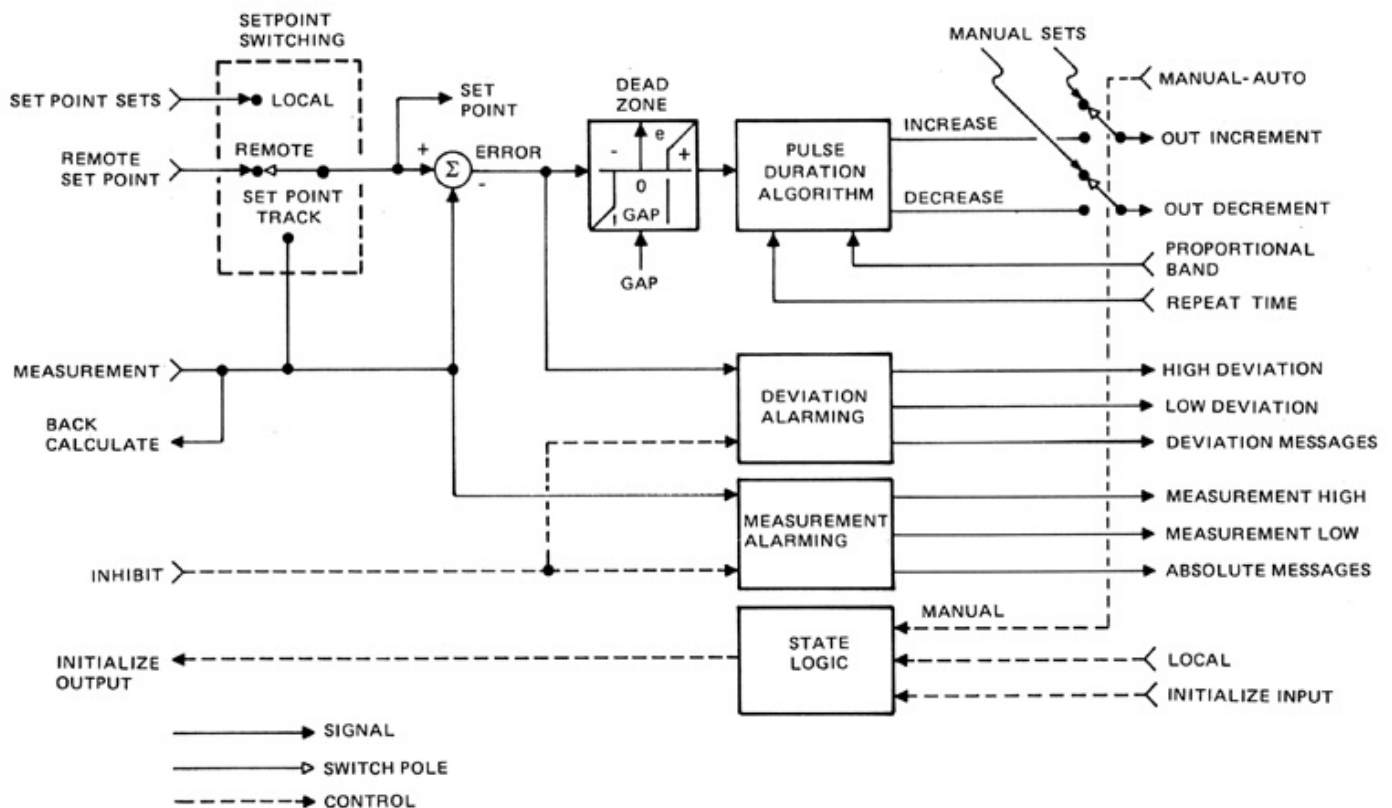 SETPOINT
SWITCHING
MANUAL SETS
SET POINT SETS
LOCAL
SET
POINT
DEAD
ZONE
MANUAL-AUTO
REMOTE
SET POINT
REMOTE
SET POINT
TRACK
+
Σ
-
ERROR
-
e
+
0
GAP
GAP
PULSE
DURATION
ALGORITHM
INCREASE
DECREASE
OUT INCREMENT
OUT DECREMENT
PROPORTIONAL
BAND
REPEAT TIME
MEASUREMENT
BACK
CALCULATE
DEVIATION
ALARMING
HIGH DEVIATION
LOW DEVIATION
DEVIATION MESSAGES
INHIBIT
MEASUREMENT
ALARMING
MEASUREMENT HIGH
MEASUREMENT LOW
ABSOLUTE MESSAGES
INITIALIZE
OUTPUT
STATE
LOGIC
MANUAL
LOCAL
INITIALIZE INPUT
SIGNAL
SWITCH POLE
CONTROL